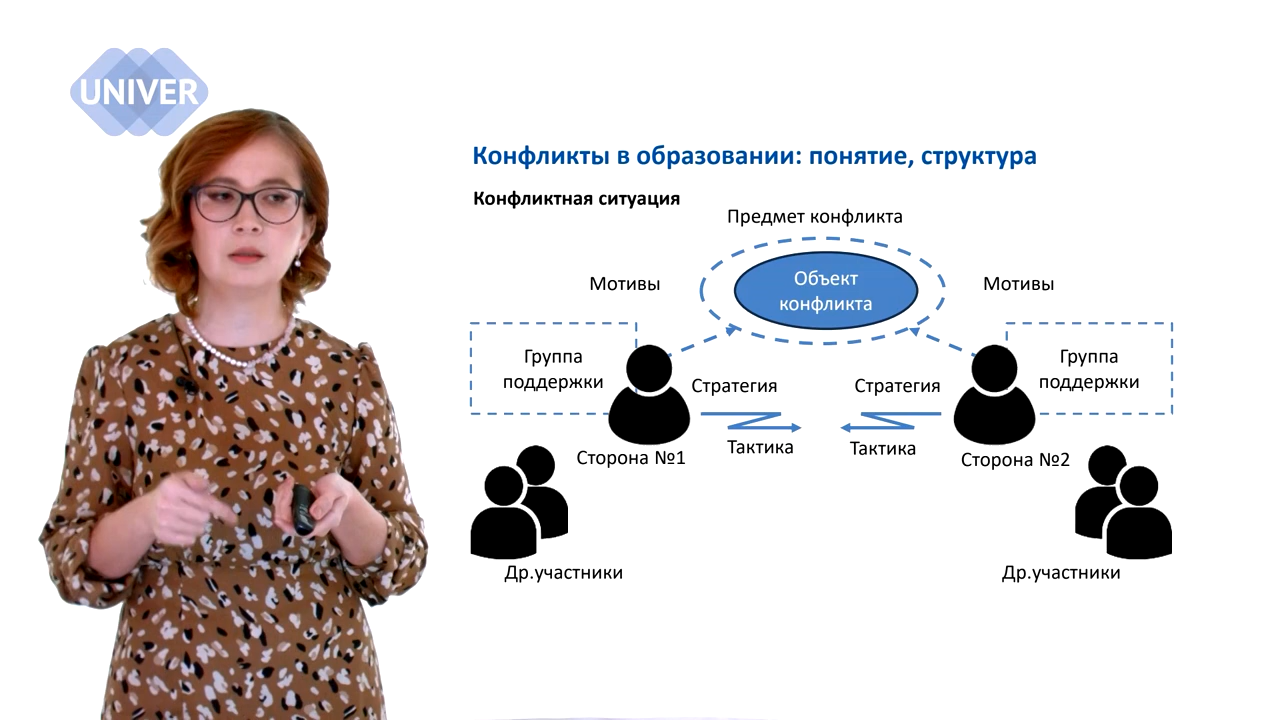 UNIVER
Конфликты в образовании: понятие, структура
Конфликтная ситуация
Предмет конфликта
Мотивы
Объект
конфликта
Мотивы
Группа
поддержки
Стратегия
Стратегия
Группа
поддержки
Тактика
Тактика
Сторона №1
Сторона №2
Др.участники
Др.участники